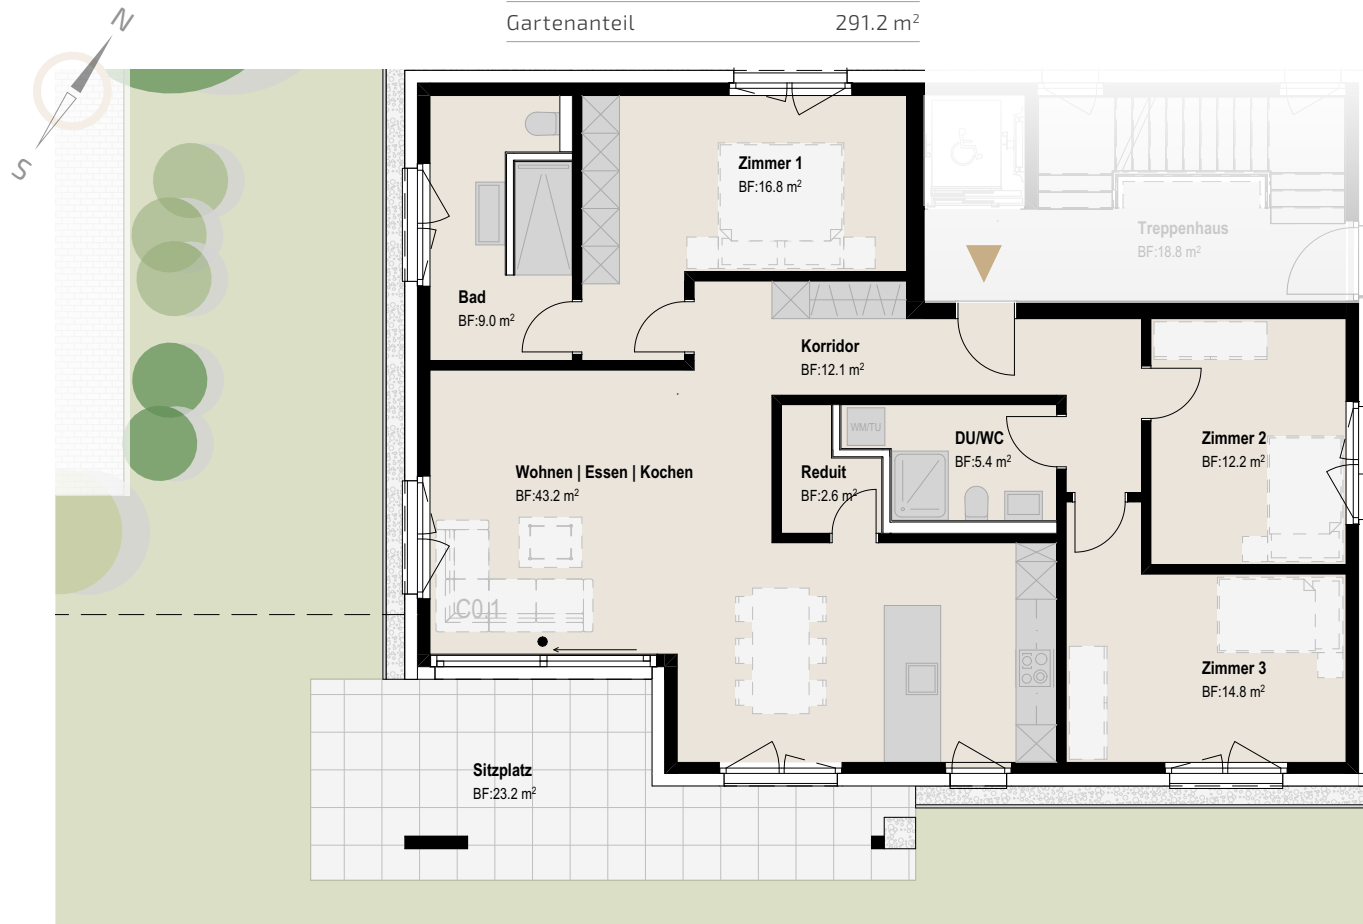 Gartenanteil 291.2 m²
N
S
Zimmer 1
BF:16.8 m²
Treppenhaus
BF:18.8 m²
Bad
BF:9.0 m²
Korridor
BF:12.1 m²
WM/TU
DU/WC
BF:5.4 m²
Zimmer 2
BF:12.2 m²
Wohnen | Essen | Kochen
BF:43.2 m²
Reduit
BF:2.6 m²
C0.1
Zimmer 3
BF:14.8 m²
Sitzplatz
BF:23.2 m²